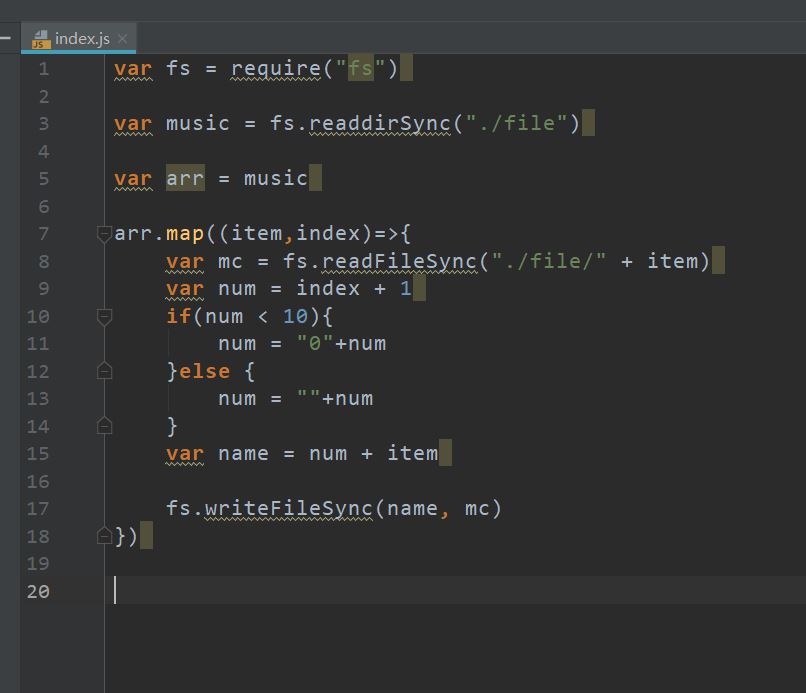 index.js
1 var fs = require("fs")
2
3 var music = fs.readdirSync("./file")
4
5 var arr = music
6
7 arr.map((item,index)=>{
8     var mc = fs.readFileSync("./file/" + item)
9     var num = index + 1
10     if(num < 10){
11         num = "0"+num
12     }else {
13         num = ""+num
14     }
15     var name = num + item
16
17     fs.writeFileSync(name, mc)
18 })
19
20